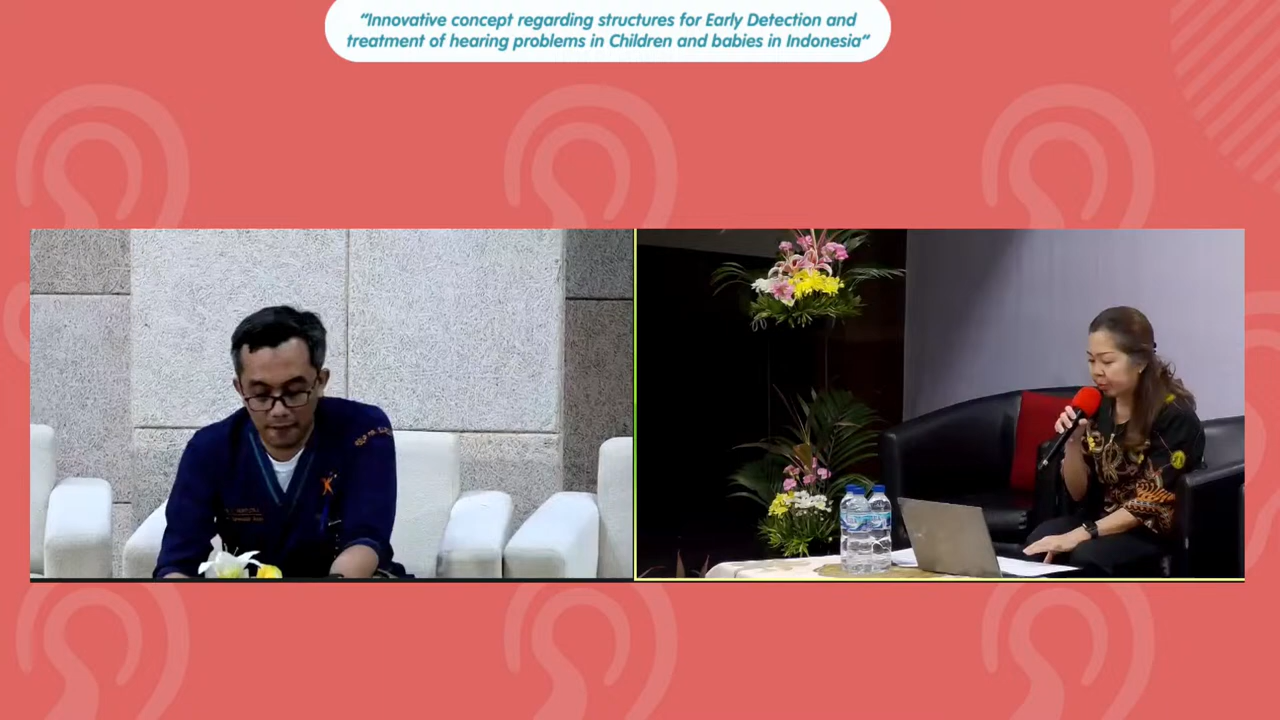 “Innovative concept regarding structures for Early Detection and
treatment of hearing problems in Children and babies in Indonesia”